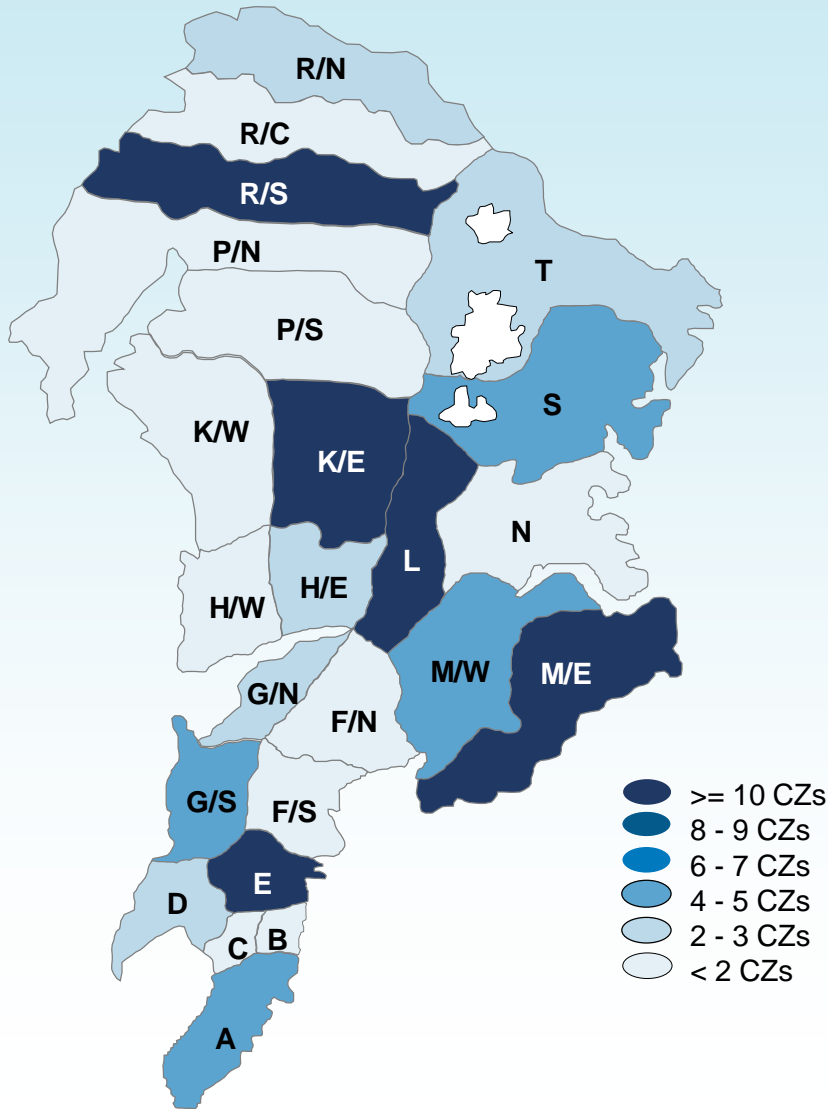 R/N
R/C
R/S
P/N
T
P/S
S
K/W
K/E
N
L
H/E
H/W
M/W
M/E
G/N
F/N
G/S
F/S
E
D
B
C
A
>= 10 CZs
8 - 9 CZs
6 - 7 CZs
4 - 5 CZs
2 - 3 CZs
< 2 CZs